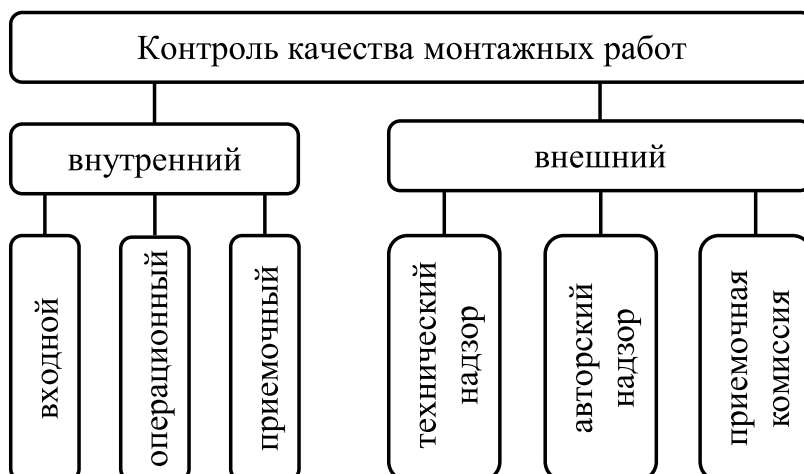 Контроль качества монтажных работ
внутренний
внешний
входной
операционный
приемочный
технический
надзор
авторский
надзор
приемочная
комиссия